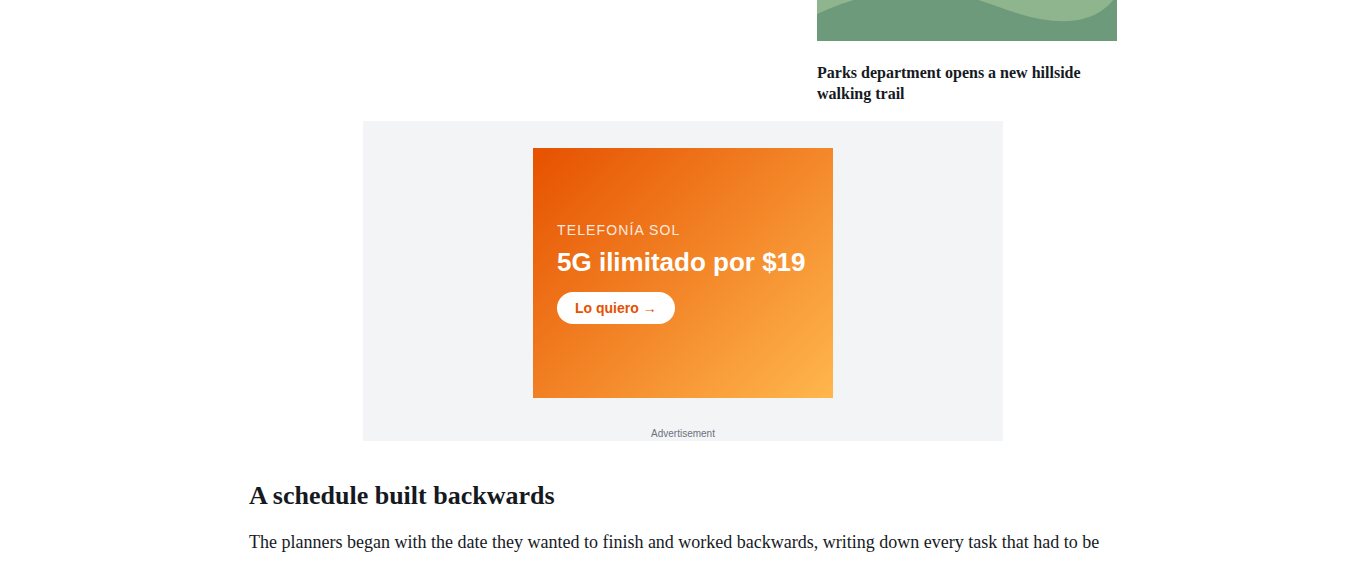 Parks department opens a new hillside
walking trail
TELEFONÍA SOL
5G ilimitado por $19
Lo quiero →
Advertisement
A schedule built backwards
The planners began with the date they wanted to finish and worked backwards, writing down every task that had to be